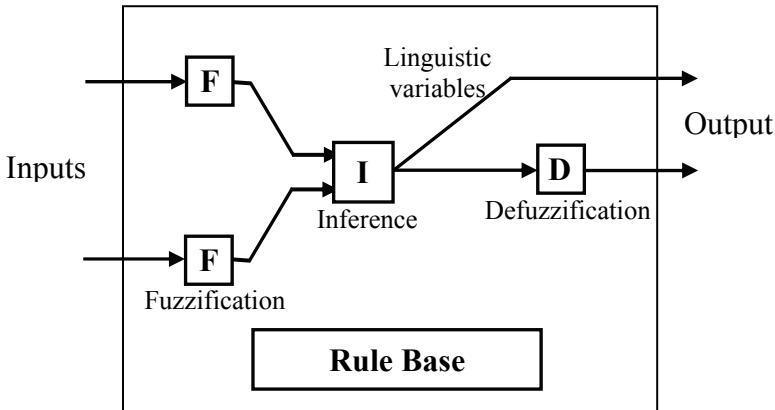 Linguistic
variables
F
Output
Inputs
I
D
Inference
Defuzzification
F
Fuzzification
Rule Base